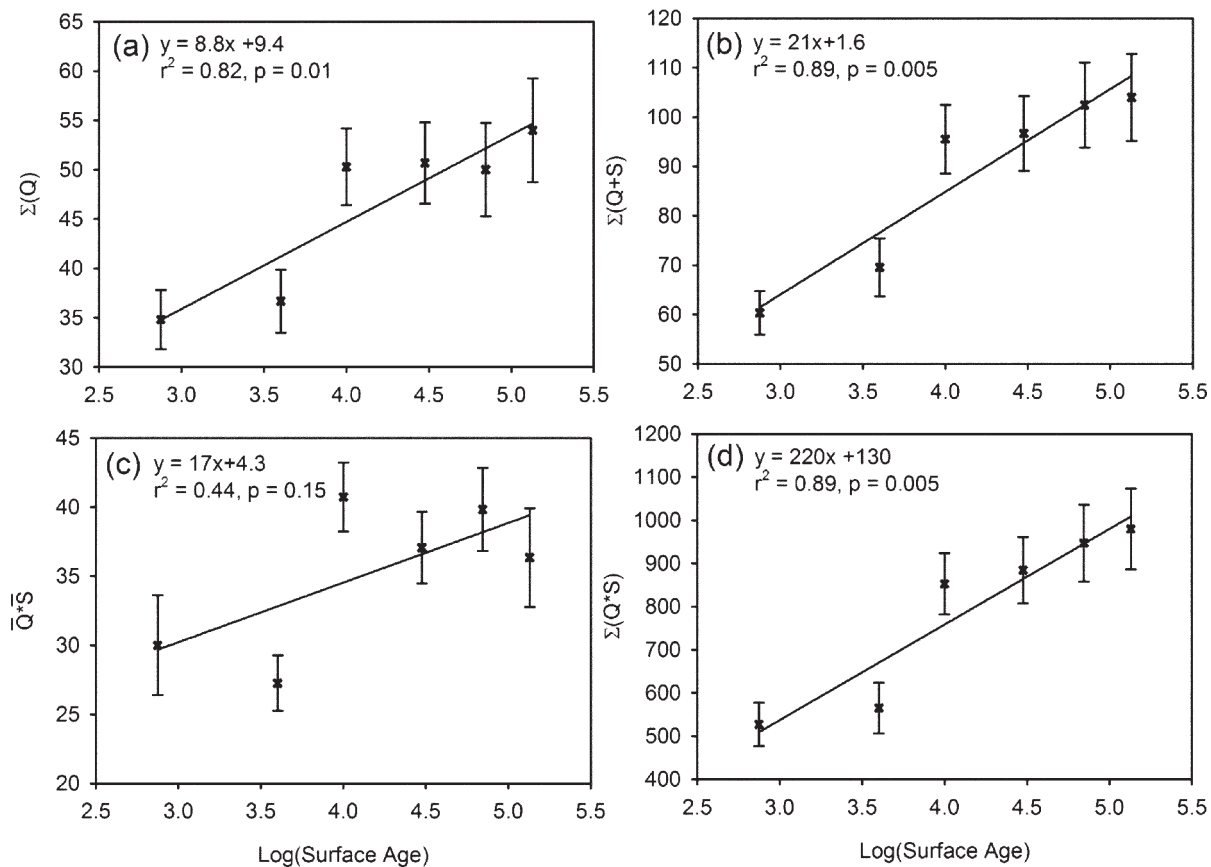 (a) y = 8.8x +9.4
r² = 0.82, p = 0.01
Σ(Q)
65
60
55
50
45
40
35
30
2.5 3.0 3.5 4.0 4.5 5.0 5.5
(b) y = 21x+1.6
r² = 0.89, p = 0.005
Σ(Q+S)
120
110
100
90
80
70
60
50
2.5 3.0 3.5 4.0 4.5 5.0 5.5
(c) y = 17x+4.3
r² = 0.44, p = 0.15
Q̅*S̅
45
40
35
30
25
20
2.5 3.0 3.5 4.0 4.5 5.0 5.5
Log(Surface Age)
(d) y = 220x +130
r² = 0.89, p = 0.005
Σ(Q*S)
1200
1100
1000
900
800
700
600
500
400
2.5 3.0 3.5 4.0 4.5 5.0 5.5
Log(Surface Age)